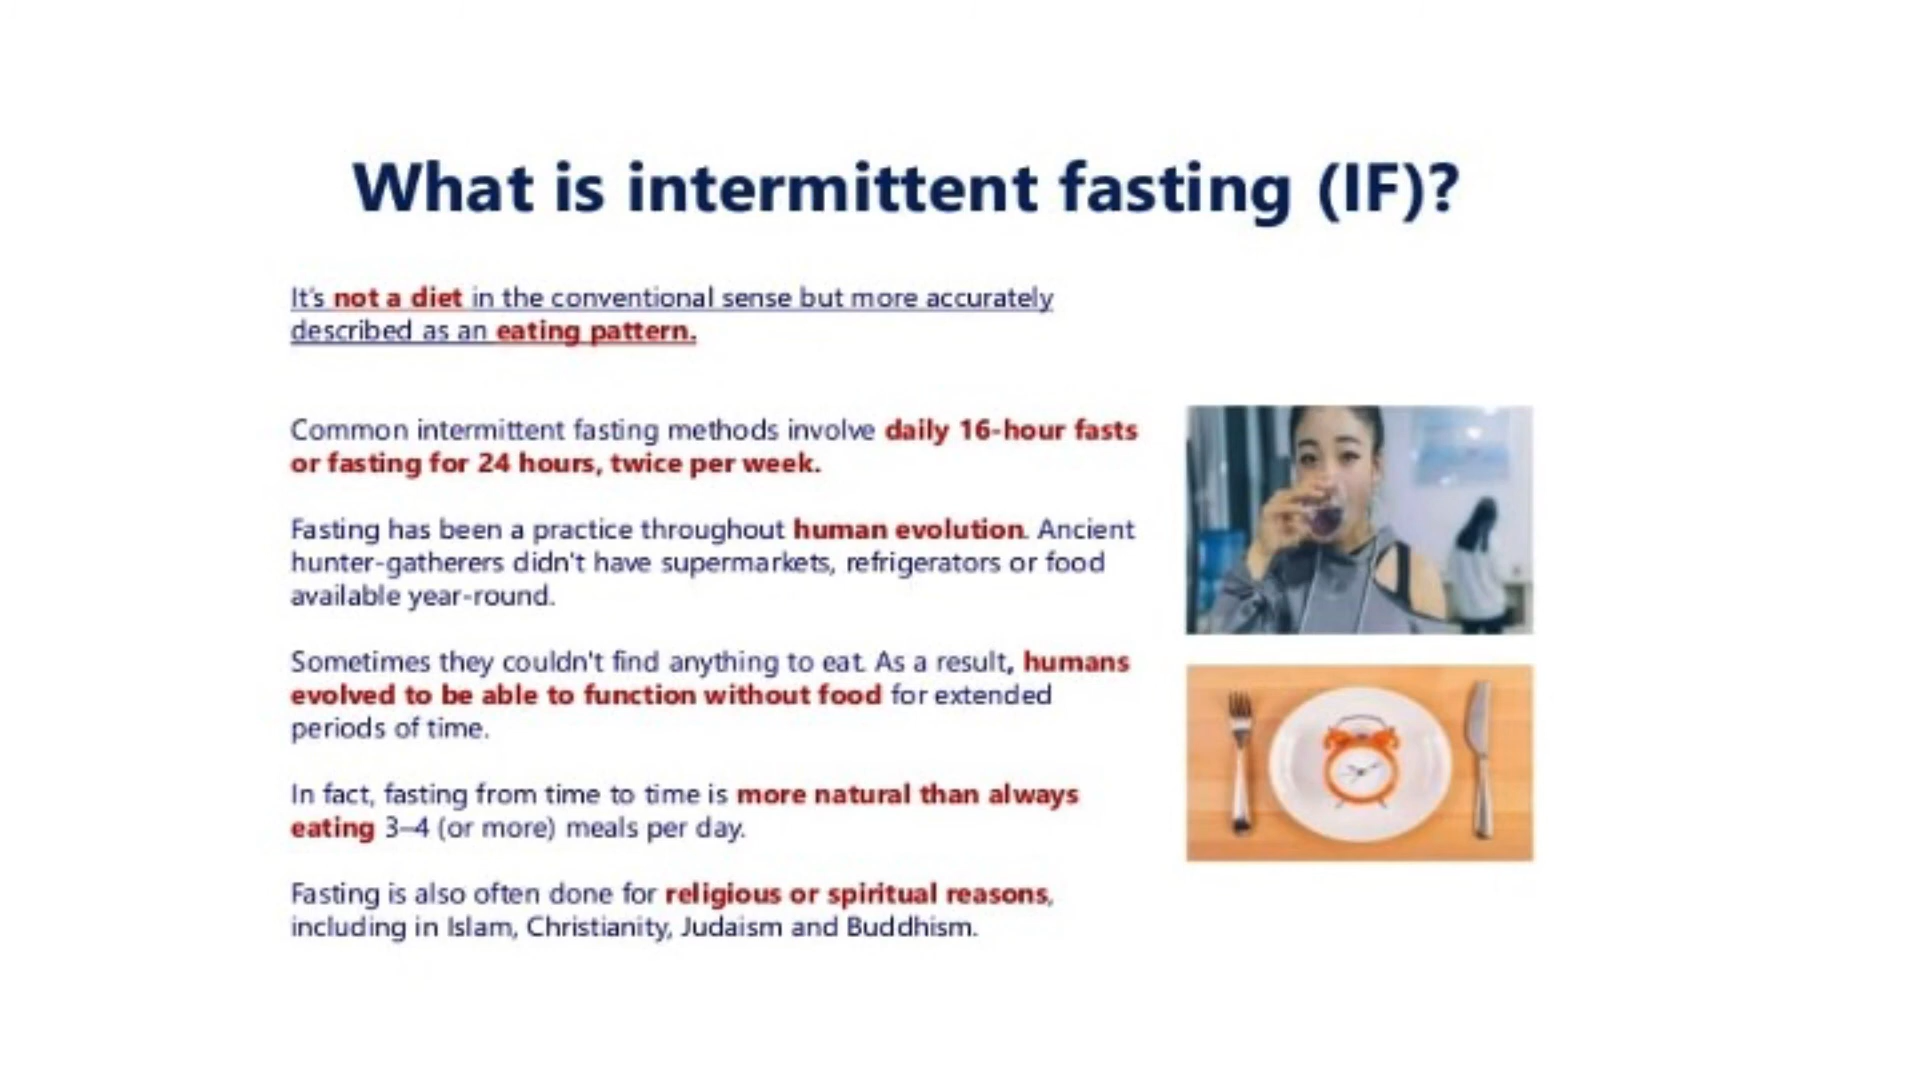 What is intermittent fasting (IF)?
It's not a diet in the conventional sense but more accurately
described as an eating pattern.
Common intermittent fasting methods involve daily 16-hour fasts
or fasting for 24 hours, twice per week.
Fasting has been a practice throughout human evolution. Ancient
hunter-gatherers didn't have supermarkets, refrigerators or food
available year-round.
Sometimes they couldn't find anything to eat. As a result, humans
evolved to be able to function without food for extended
periods of time.
In fact, fasting from time to time is more natural than always
eating 3–4 (or more) meals per day.
Fasting is also often done for religious or spiritual reasons,
including in Islam, Christianity, Judaism and Buddhism.